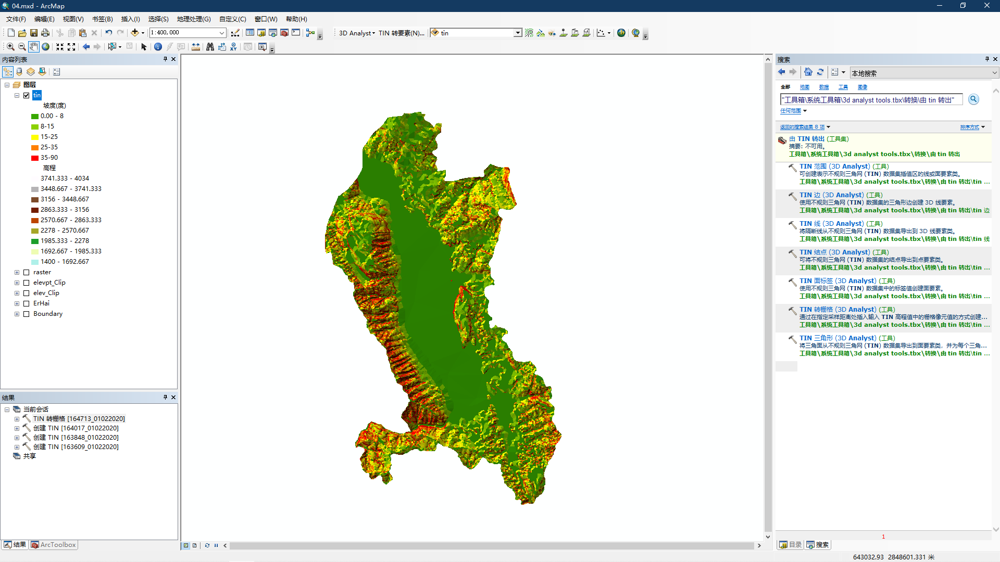 04.mxd - ArcMap
文件(F) 编辑(E) 视图(V) 书签(B) 插入(I) 选择(S) 地理处理(G) 自定义(C) 窗口(W) 帮助(H)
1:400, 000
3D Analyst
TIN 转要素(N)...
tin
内容列表
图层
tin
坡度(度)
0.00 - 8
8-15
15-25
25-35
35-90
高程
3741.333 - 4034
3448.667 - 3741.333
3156 - 3448.667
2863.333 - 3156
2570.667 - 2863.333
2278 - 2570.667
1985.333 - 2278
1692.667 - 1985.333
1400 - 1692.667
raster
elevpt_Clip
elev_Clip
ErHai
Boundary
结果
当前会话
TIN 转栅格 [164713_01022020]
创建 TIN [164017_01022020]
创建 TIN [163848_01022020]
创建 TIN [163609_01022020]
共享
结果 ArcToolbox
搜索
本地搜索
全部 地图 数据 工具 图像
"工具箱\系统工具箱\3d analyst tools.tbx\转换\由 tin 转出"
任何范围
返回的搜索结果 8 项 排序方式
由 TIN 转出 (工具集)
摘要: 不可用。
工具箱\系统工具箱\3d analyst tools.tbx\转换\由 tin 转出
TIN 范围 (3D Analyst) (工具)
可创建表示不规则三角网 (TIN) 数据集插值区的线或面要素类。
工具箱\系统工具箱\3d analyst tools.tbx\转换\由 tin 转出\tin ...
TIN 边 (3D Analyst) (工具)
使用不规则三角网 (TIN) 数据集的三角形边创建 3D 线要素。
工具箱\系统工具箱\3d analyst tools.tbx\转换\由 tin 转出\tin 边
TIN 线 (3D Analyst) (工具)
将隔断线从不规则三角网 (TIN) 数据集导出到 3D 线要素类。
工具箱\系统工具箱\3d analyst tools.tbx\转换\由 tin 转出\tin 线
TIN 结点 (3D Analyst) (工具)
可将不规则三角网 (TIN) 数据集的结点导出到点要素类。
工具箱\系统工具箱\3d analyst tools.tbx\转换\由 tin 转出\tin ...
TIN 面标签 (3D Analyst) (工具)
使用不规则三角网 (TIN) 数据集中的标签值创建面要素。
工具箱\系统工具箱\3d analyst tools.tbx\转换\由 tin 转出\tin ...
TIN 转栅格 (3D Analyst) (工具)
通过在指定采样距离处插入输入 TIN 高程值中的栅格像元值的方式创建...
工具箱\系统工具箱\3d analyst tools.tbx\转换\由 tin 转出\tin ...
TIN 三角形 (3D Analyst) (工具)
将三角面从不规则三角网 (TIN) 数据集导出到面要素类，并为每个三角...
工具箱\系统工具箱\3d analyst tools.tbx\转换\由 tin 转出\tin ...
1
目录 搜索
643032.93 2848601.331 米